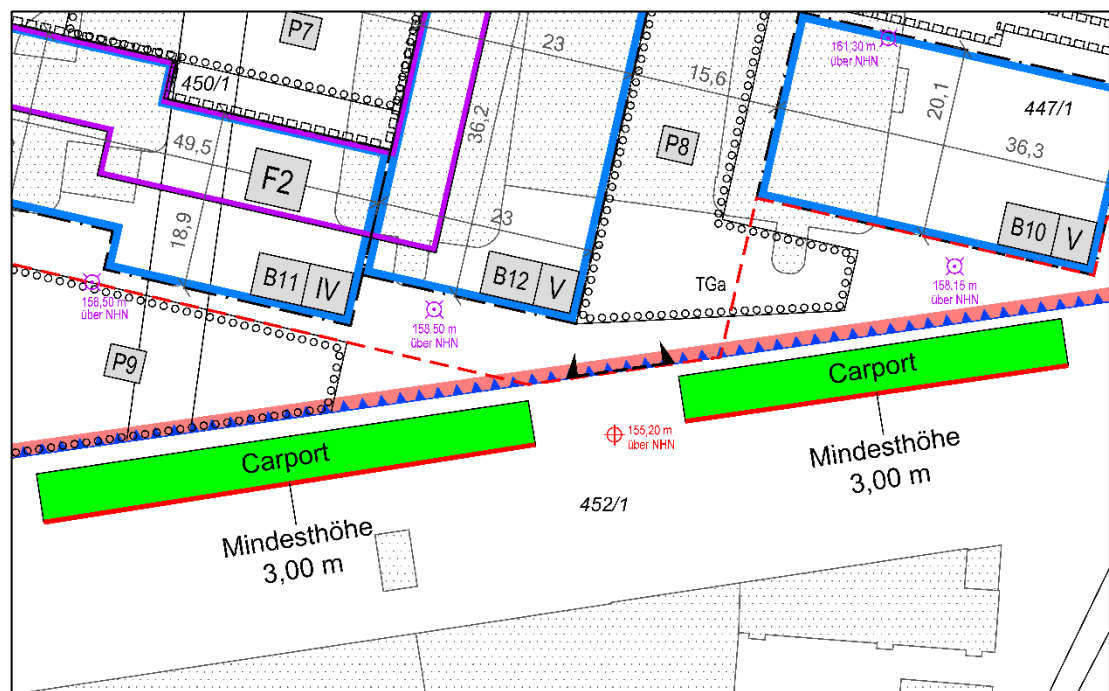 P7
23
161,30 m
über NHN
15,6
20,1
447/1
450/1
36,2
49,5
P8
36,3
F2
18,9
23
B10 V
B11 IV
B12 V
TGa
158,50 m
über NHN
158.50 m
über NHN
158,15 m
über NHN
P9
Carport
Carport
155,20 m
über NHN
Mindesthöhe
3,00 m
452/1
Mindesthöhe
3,00 m